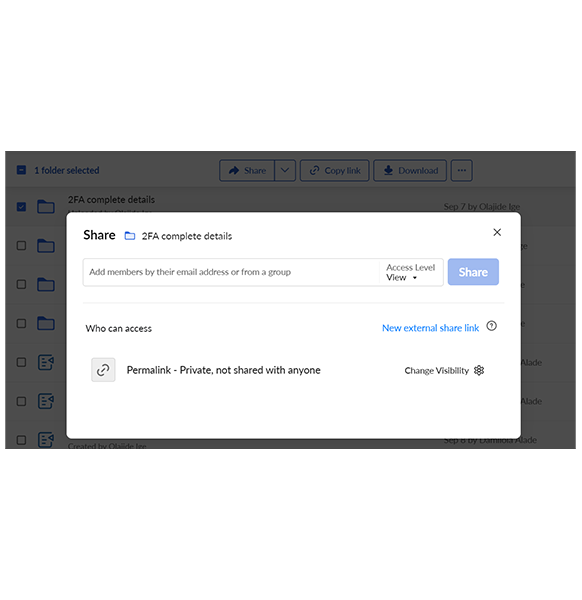 1 folder selected
Share
Copy link
Download
2FA complete details
Sep 7 by Olajide Ige
Share 2FA complete details
Add members by their email address or from a group
Access Level
View
Share
Who can access
New external share link
Permalink - Private, not shared with anyone
Change Visibility
Alade
Alade
Created by Olajide Ige
Sep 6 by Damilola Alade